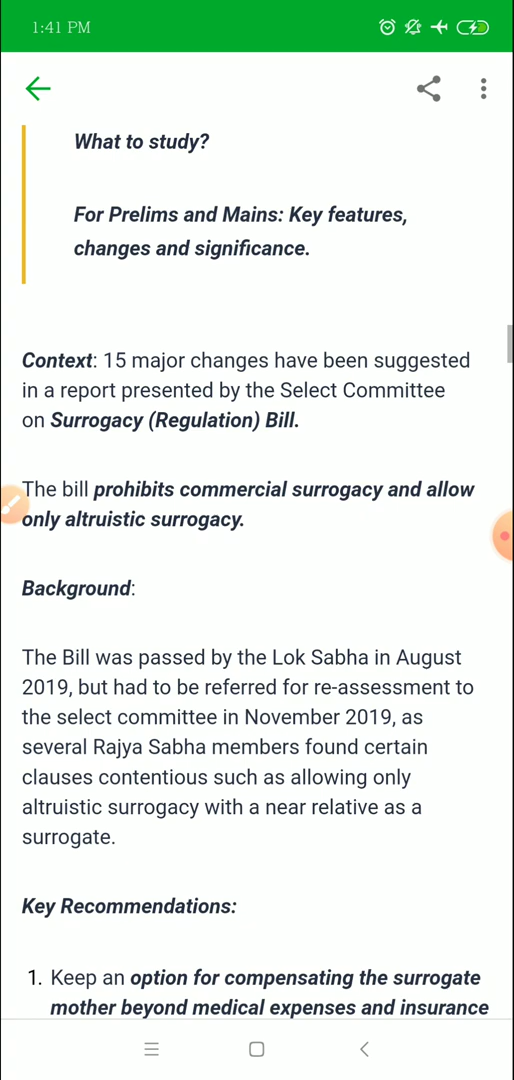 1:41 PM
What to study?
For Prelims and Mains: Key features,
changes and significance.
Context: 15 major changes have been suggested
in a report presented by the Select Committee
on Surrogacy (Regulation) Bill.
The bill prohibits commercial surrogacy and allow
only altruistic surrogacy.
Background:
The Bill was passed by the Lok Sabha in August
2019, but had to be referred for re-assessment to
the select committee in November 2019, as
several Rajya Sabha members found certain
clauses contentious such as allowing only
altruistic surrogacy with a near relative as a
surrogate.
Key Recommendations:
1. Keep an option for compensating the surrogate
mother beyond medical expenses and insurance